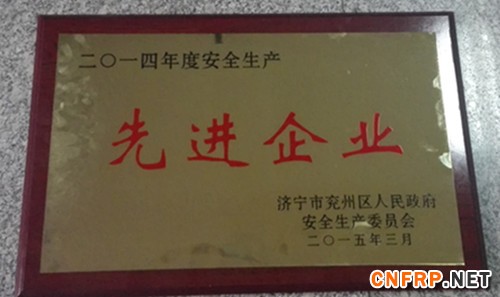 二〇一四年度安全生产
先进企业
济宁市兖州区人民政府
安全生产委员会
二〇一五年三月
CNFRP.NET